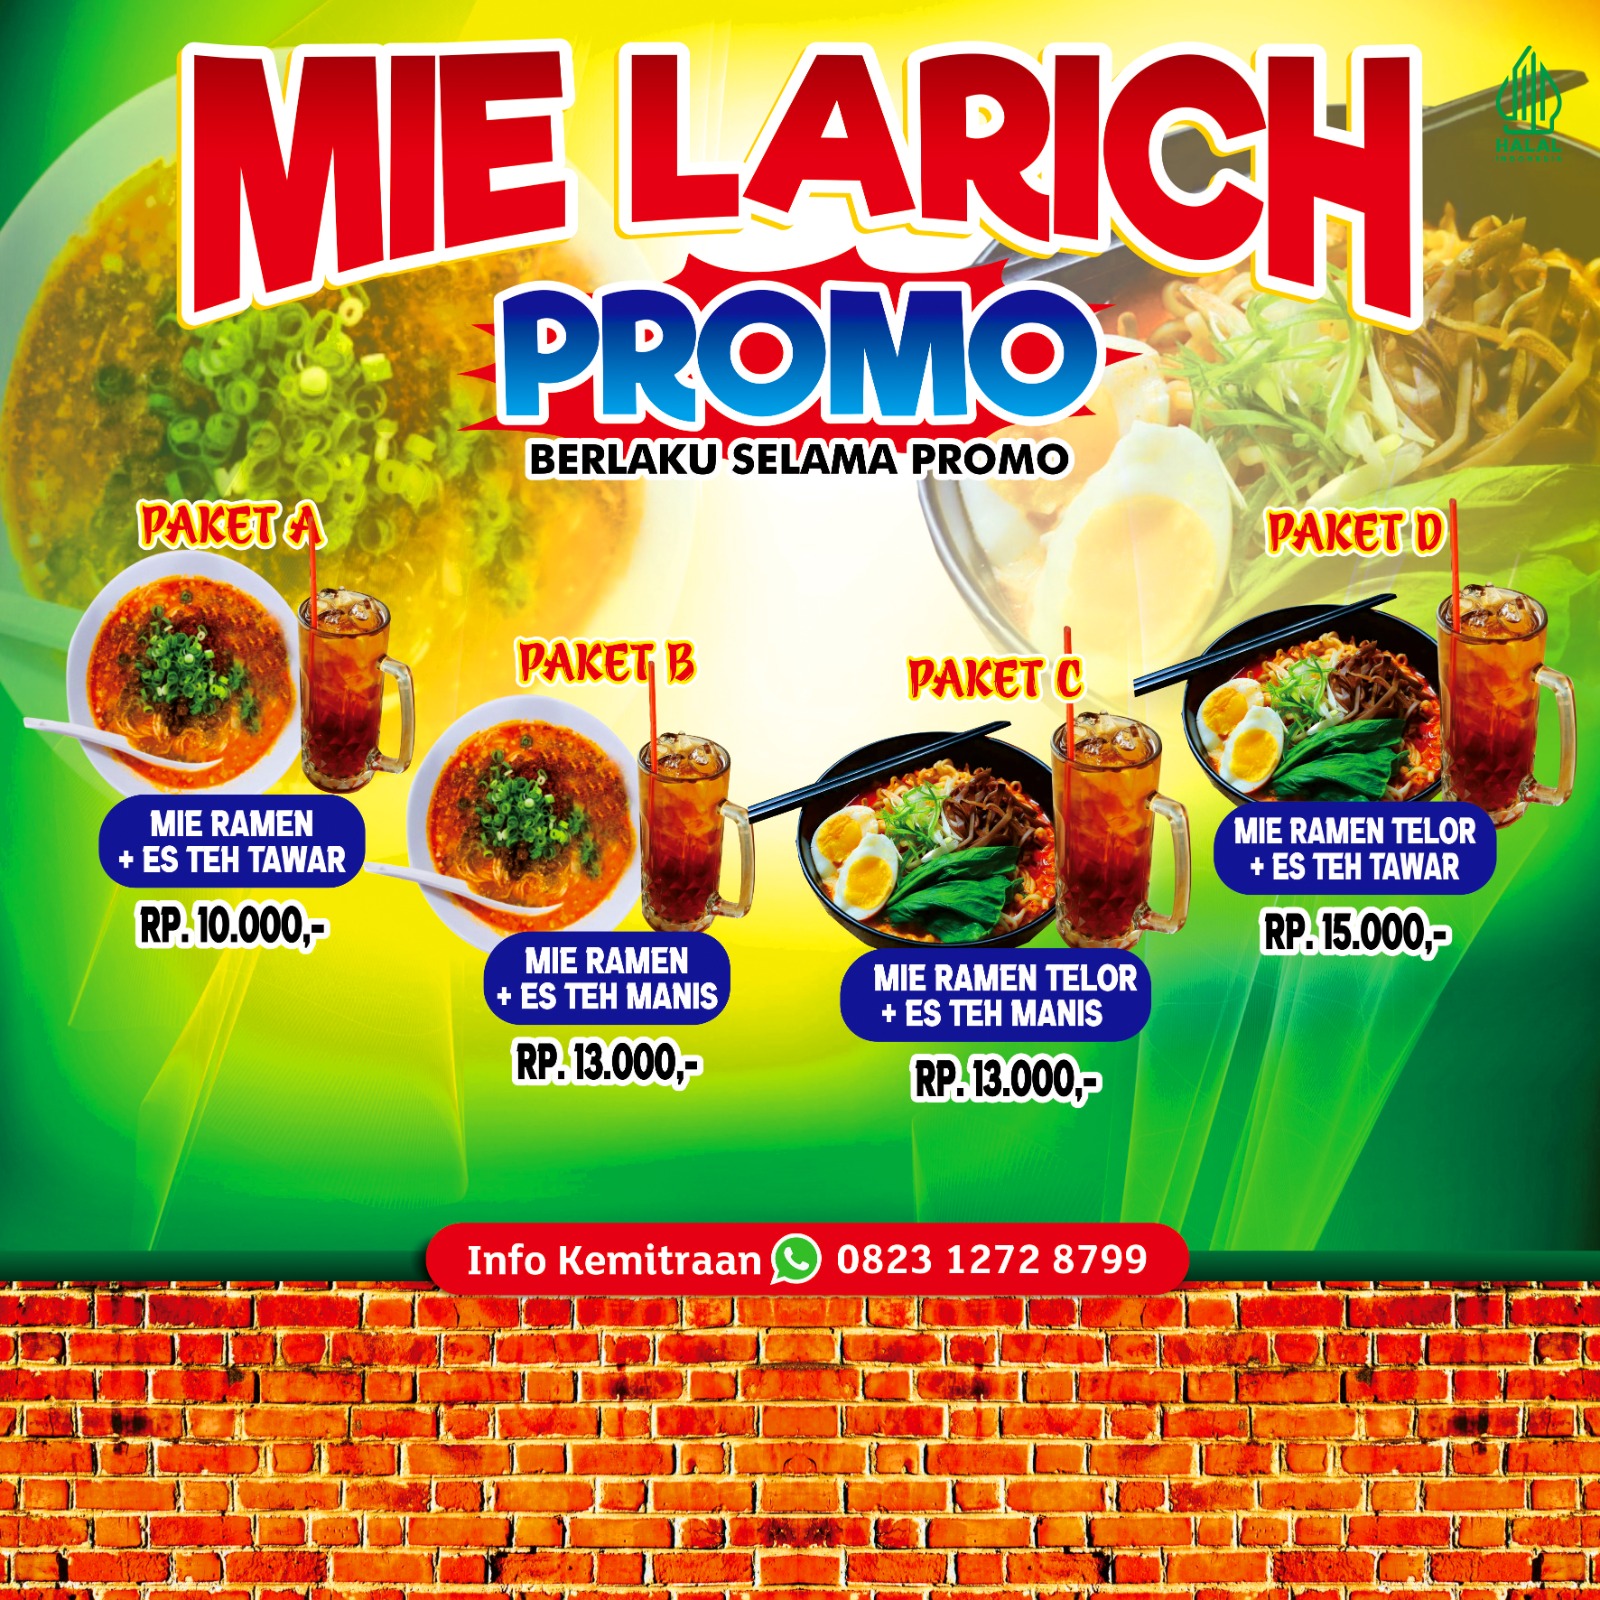 MIE LARICH
HALAL
INDONESIA
PROMO
BERLAKU SELAMA PROMO
PAKET A
MIE RAMEN
+ ES TEH TAWAR
RP. 10.000,-
PAKET B
MIE RAMEN
+ ES TEH MANIS
RP. 13.000,-
PAKET C
MIE RAMEN TELOR
+ ES TEH MANIS
RP. 13.000,-
PAKET D
MIE RAMEN TELOR
+ ES TEH TAWAR
RP. 15.000,-
Info Kemitraan 0823 1272 8799